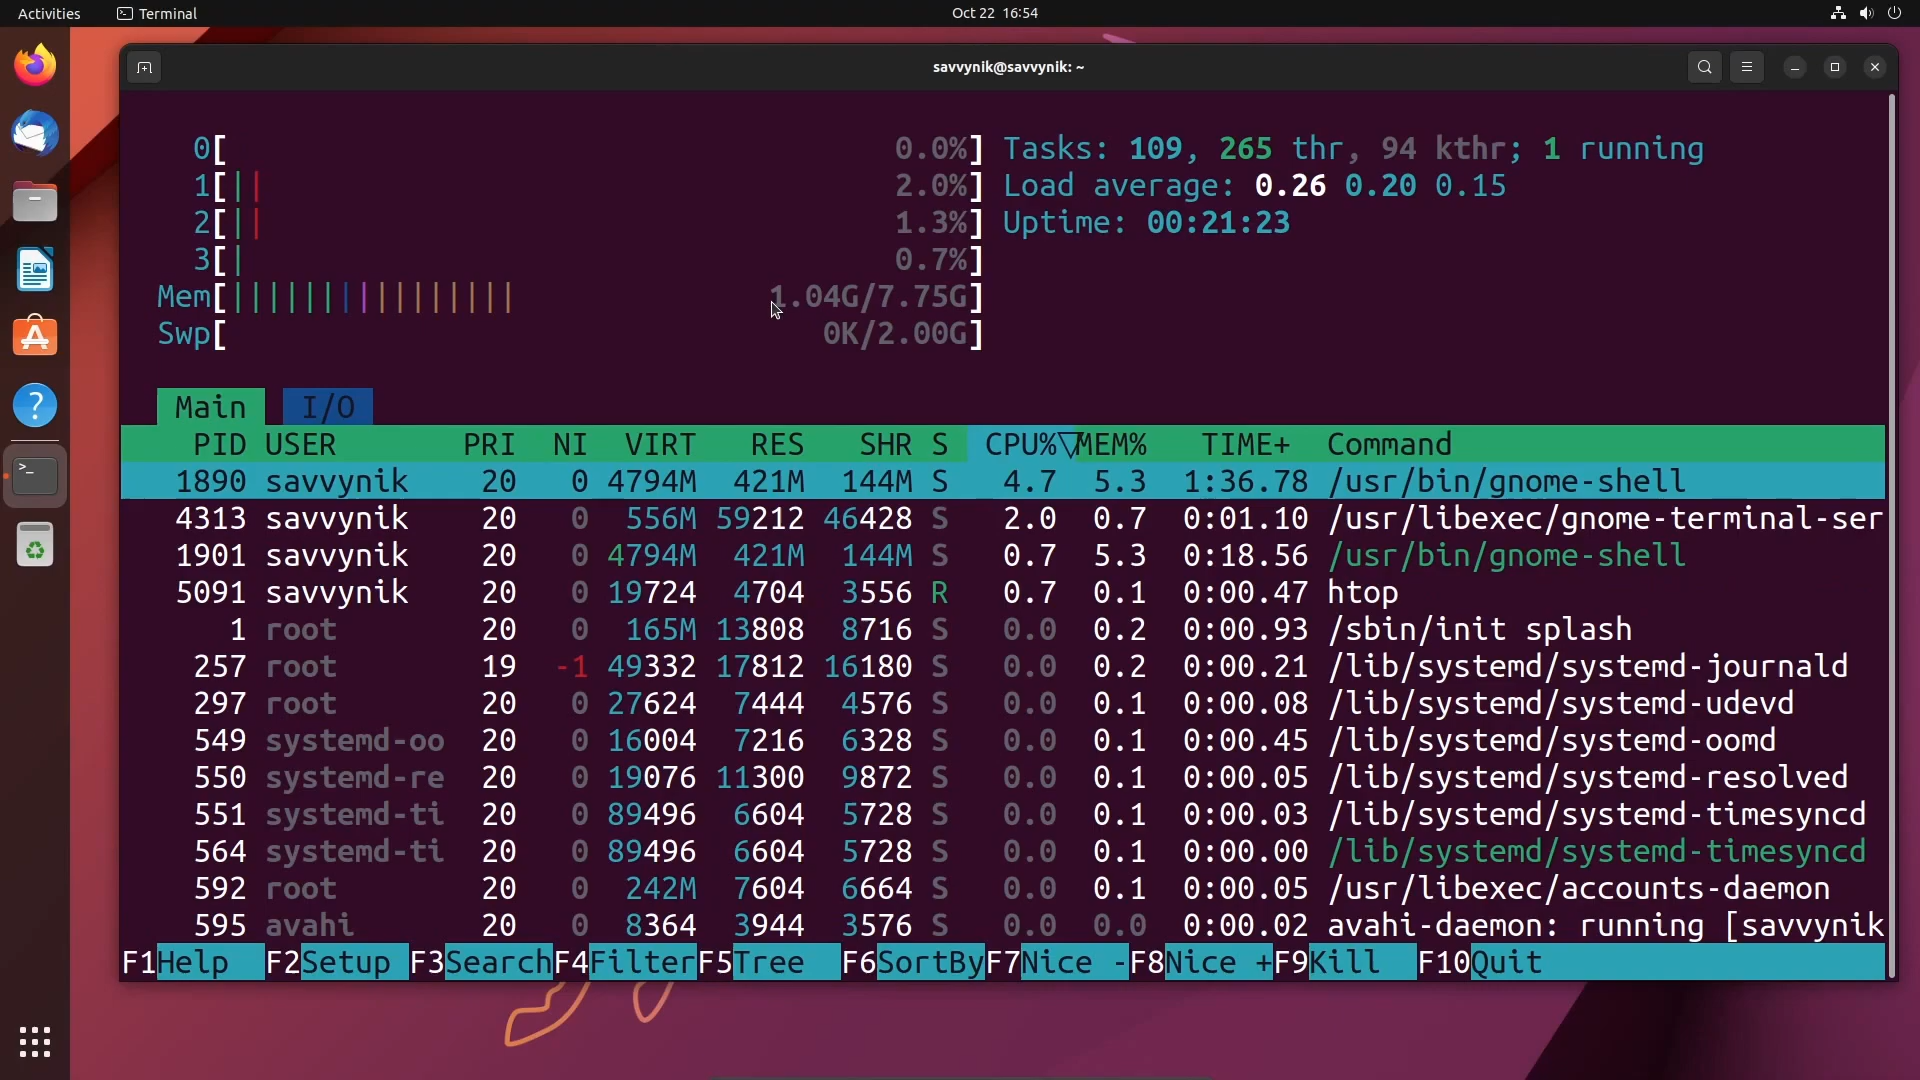 Activities Terminal Oct 22 16:54
savvynik@savvynik: ~
0[ 0.0%] Tasks: 109, 265 thr, 94 kthr; 1 running
1[|| 2.0%] Load average: 0.26 0.20 0.15
2[|| 1.3%] Uptime: 00:21:23
3[| 0.7%]
Mem[|||||||||||||||| 1.04G/7.75G]
Swp[ 0K/2.00G]
Main I/O
PID USER PRI NI VIRT RES SHR S CPU%▽MEM% TIME+ Command
1890 savvynik 20 0 4794M 421M 144M S 4.7 5.3 1:36.78 /usr/bin/gnome-shell
4313 savvynik 20 0 556M 59212 46428 S 2.0 0.7 0:01.10 /usr/libexec/gnome-terminal-ser
1901 savvynik 20 0 4794M 421M 144M S 0.7 5.3 0:18.56 /usr/bin/gnome-shell
5091 savvynik 20 0 19724 4704 3556 R 0.7 0.1 0:00.47 htop
1 root 20 0 165M 13808 8716 S 0.0 0.2 0:00.93 /sbin/init splash
257 root 19 -1 49332 17812 16180 S 0.0 0.2 0:00.21 /lib/systemd/systemd-journald
297 root 20 0 27624 7444 4576 S 0.0 0.1 0:00.08 /lib/systemd/systemd-udevd
549 systemd-oo 20 0 16004 7216 6328 S 0.0 0.1 0:00.45 /lib/systemd/systemd-oomd
550 systemd-re 20 0 19076 11300 9872 S 0.0 0.1 0:00.05 /lib/systemd/systemd-resolved
551 systemd-ti 20 0 89496 6604 5728 S 0.0 0.1 0:00.03 /lib/systemd/systemd-timesyncd
564 systemd-ti 20 0 89496 6604 5728 S 0.0 0.1 0:00.00 /lib/systemd/systemd-timesyncd
592 root 20 0 242M 7604 6664 S 0.0 0.1 0:00.05 /usr/libexec/accounts-daemon
595 avahi 20 0 8364 3944 3576 S 0.0 0.0 0:00.02 avahi-daemon: running [savvynik
F1Help F2Setup F3SearchF4FilterF5Tree F6SortByF7Nice -F8Nice +F9Kill F10Quit